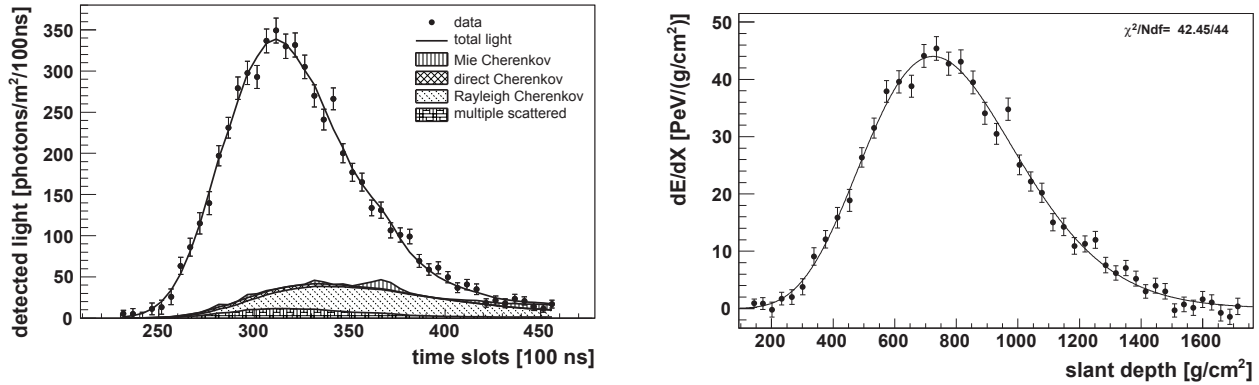 detected light [photons/m²/100ns]
350
300
250
200
150
100
50
0
data
total light
Mie Cherenkov
direct Cherenkov
Rayleigh Cherenkov
multiple scattered
250
300
350
400
450
time slots [100 ns]
dE/dX [PeV/(g/cm²)]
50
40
30
20
10
0
χ²/Ndf= 42.45/44
200
400
600
800
1000
1200
1400
1600
slant depth [g/cm²]